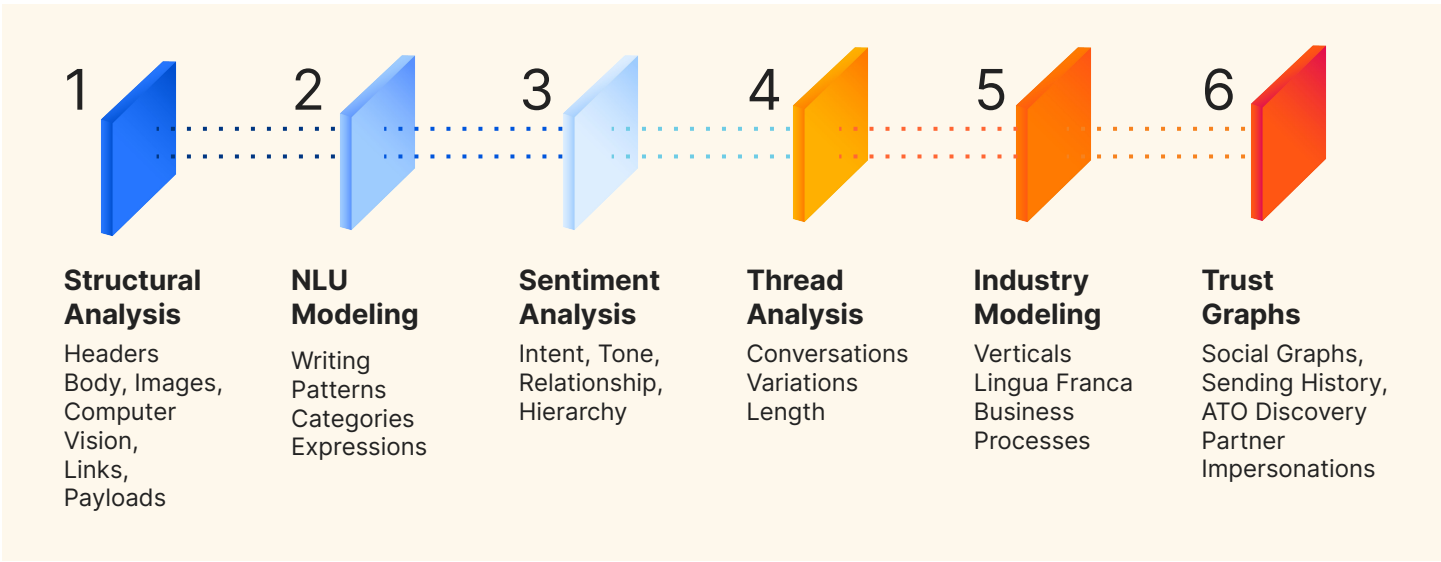 1
Structural
Analysis
Headers
Body, Images,
Computer
Vision,
Links,
Payloads
2
NLU
Modeling
Writing
Patterns
Categories
Expressions
3
Sentiment
Analysis
Intent, Tone,
Relationship,
Hierarchy
4
Thread
Analysis
Conversations
Variations
Length
5
Industry
Modeling
Verticals
Lingua Franca
Business
Processes
6
Trust
Graphs
Social Graphs,
Sending History,
ATO Discovery
Partner
Impersonations